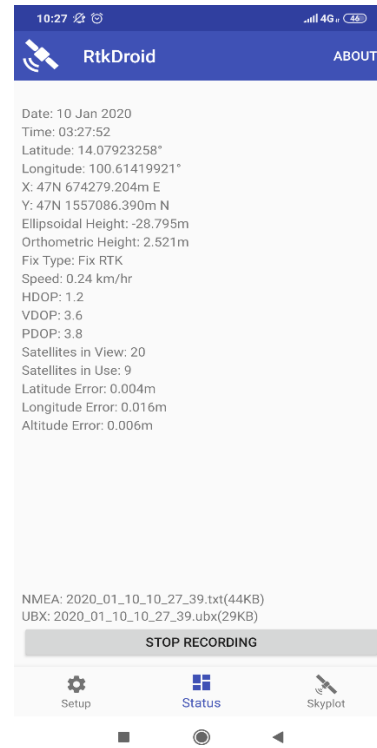 10:27 4G 46
RtkDroid ABOUT
Date: 10 Jan 2020
Time: 03:27:52
Latitude: 14.07923258°
Longitude: 100.61419921°
X: 47N 674279.204m E
Y: 47N 1557086.390m N
Ellipsoidal Height: -28.795m
Orthometric Height: 2.521m
Fix Type: Fix RTK
Speed: 0.24 km/hr
HDOP: 1.2
VDOP: 3.6
PDOP: 3.8
Satellites in View: 20
Satellites in Use: 9
Latitude Error: 0.004m
Longitude Error: 0.016m
Altitude Error: 0.006m
NMEA: 2020_01_10_10_27_39.txt(44KB)
UBX: 2020_01_10_10_27_39.ubx(29KB)
STOP RECORDING
Setup Status Skyplot